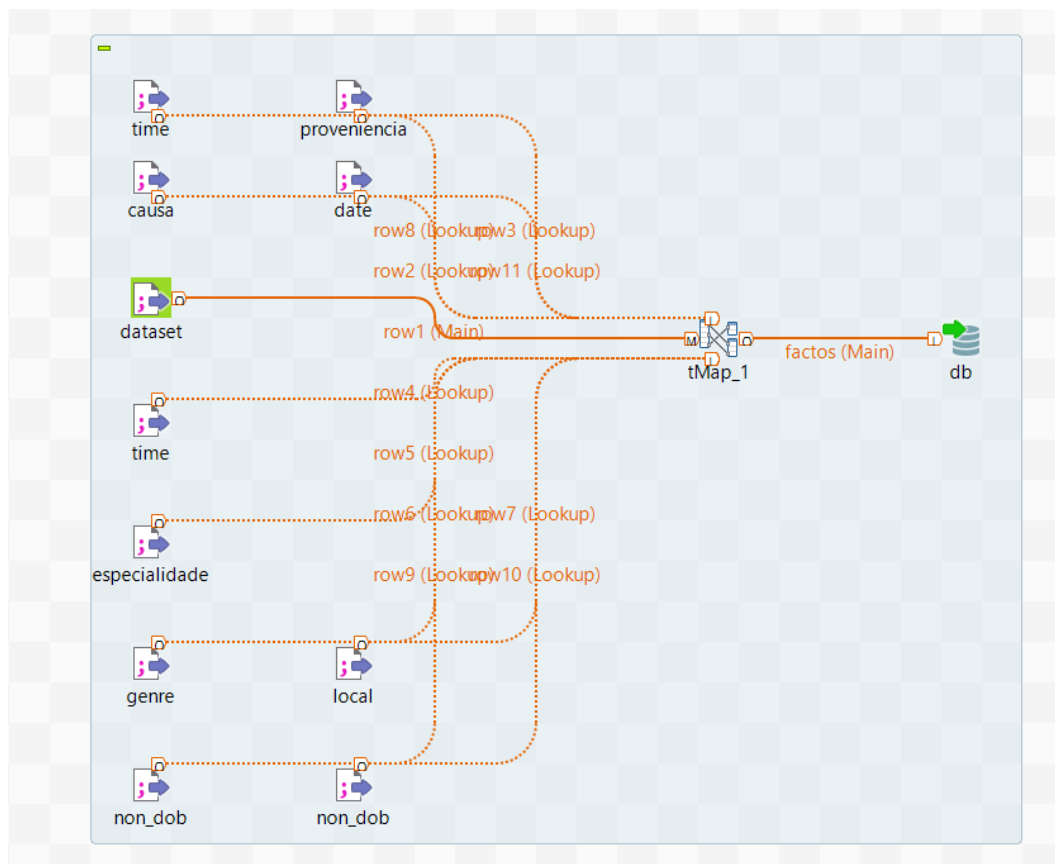 time
proveniencia
causa
date
row8 (Lookup)
row3 (Lookup)
row2 (Lookup)
row11 (Lookup)
dataset
row1 (Main)
tMap_1
factos (Main)
db
row4 (Lookup)
time
row5 (Lookup)
row6 (Lookup)
row7 (Lookup)
especialidade
row9 (Lookup)
row10 (Lookup)
genre
local
non_dob
non_dob